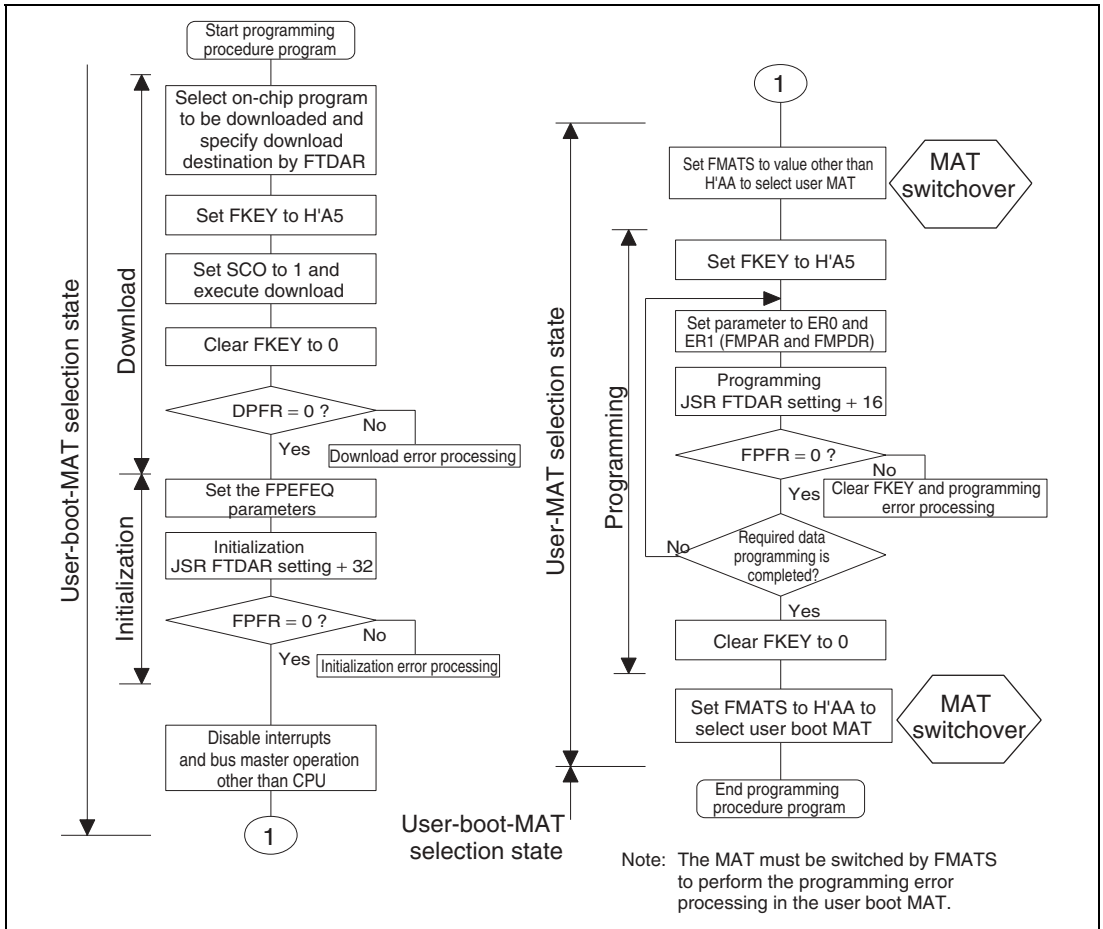 Start programming
procedure program
Select on-chip program
to be downloaded and
specify download
destination by FTDAR
Set FKEY to H'A5
Set SCO to 1 and
execute download
Clear FKEY to 0
DPFR = 0 ?
No
Yes
Download error processing
Set the FPEFEQ
parameters
Initialization
JSR FTDAR setting + 32
FPFR = 0 ?
No
Yes
Initialization error processing
Disable interrupts
and bus master operation
other than CPU
1
User-boot-MAT selection state
Download
Initialization
1
Set FMATS to value other than
H'AA to select user MAT
MAT
switchover
Set FKEY to H'A5
Set parameter to ER0 and
ER1 (FMPAR and FMPDR)
Programming
JSR FTDAR setting + 16
FPFR = 0 ?
No
Yes
Clear FKEY and programming
error processing
Required data
programming is
completed?
No
Yes
Clear FKEY to 0
Set FMATS to H'AA to
select user boot MAT
MAT
switchover
End programming
procedure program
User-MAT selection state
Programming
User-boot-MAT
selection state
Note: The MAT must be switched by FMATS
to perform the programming error
processing in the user boot MAT.